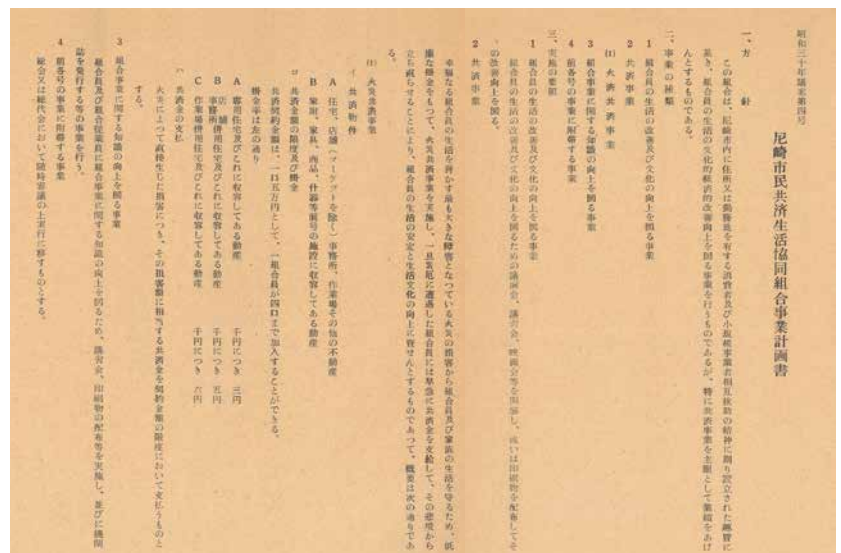 昭和三十年議案第四号
尼崎市民共済生活協同組合事業計画書
一、方　　針
この組合は、尼崎市内に住所又は勤務地を有する消費者及び小規模事業者相互扶助の精神に則り設立された趣旨に
基き、組合員の生活の文化的経済的改善向上を図る事業を行うものであるが、特に共済事業を主眼として業績をあげ
んとするものである。
二、事業の種類
1　組合員の生活の改善及び文化の向上を図る事業
2　共済事業
(1)　火災共済事業
3　組合事業に関する知識の向上を図る事業
4　前各号の事業に附帯する事業
三、実施の要領
1　組合員の生活の改善及び文化の向上を図る事業
組合員の生活の改善及び文化の向上を図るための講演会、講習会、映画会等を開催し、或いは印刷物を配布してそ
の改善向上を図る。
2　共済事業
幸福なる組合員の生活を脅かす最も大きな障害となつている火災の損害から組合員及び家族の生活を守るため、低
廉な掛金をもつて、火災共済事業を実施し、一旦災厄に遭遇した組合員には早急に共済金を支給して、その悲境から
立ち直らせることにより、組合員の生活の安定と生活文化の向上に資せんとするものであつて、概要は次の通りであ
る。
(1)　火災共済事業
イ　共済物件
A　住宅、店舗（マーケットを除く）事務所、作業場その他の不動産
B　家財、家具、商品、什器等前号の施設に収容してある動産
ロ　共済金額の限度及び掛金
共済契約金額は、一口五万円として、一組合員が四口まで加入することができる。
掛金率は左の通り
A　専用住宅及びこれに収容してある動産　千円につき　三円
B　店舗事務所併用住宅及びこれに収容してある動産　千円につき　五円
C　作業場併用住宅及びこれに収容してある動産　千円につき　六円
ハ　共済金の支払
火災によつて直接生じた損害につき、その損害額に相当する共済金を契約金額の限度において支払うものと
する。
3　組合事業に関する知識の向上を図る事業
組合員及び組合従業員に組合事業に関する知識の向上を図るため、講習会、印刷物の配布等を実施し、並びに機関
誌を発行する等の事業を行う。
4　前各号の事業に附帯する事業
総会又は総代会において随時審議の上実行に移すものとする。